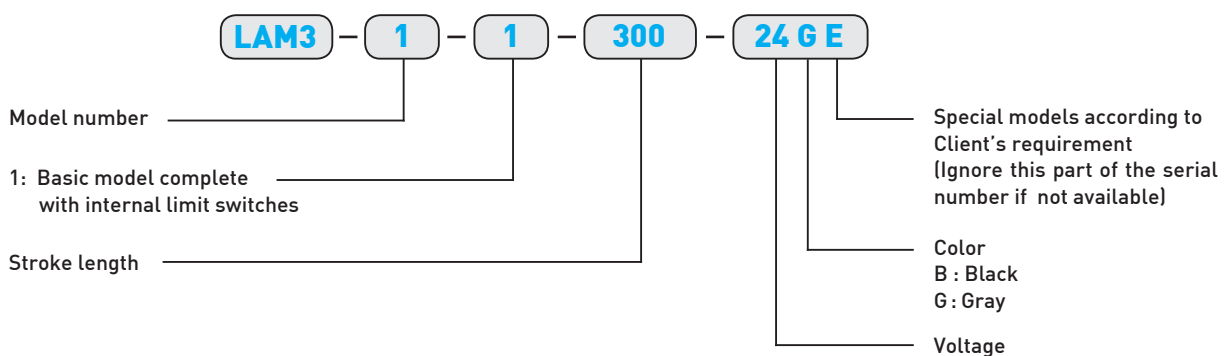 LAM3 – 1 – 1 – 300 – 24 G E
Model number
1: Basic model complete
with internal limit switches
Stroke length
Special models according to
Client's requirement
(Ignore this part of the serial
number if not available)
Color
B : Black
G : Gray
Voltage